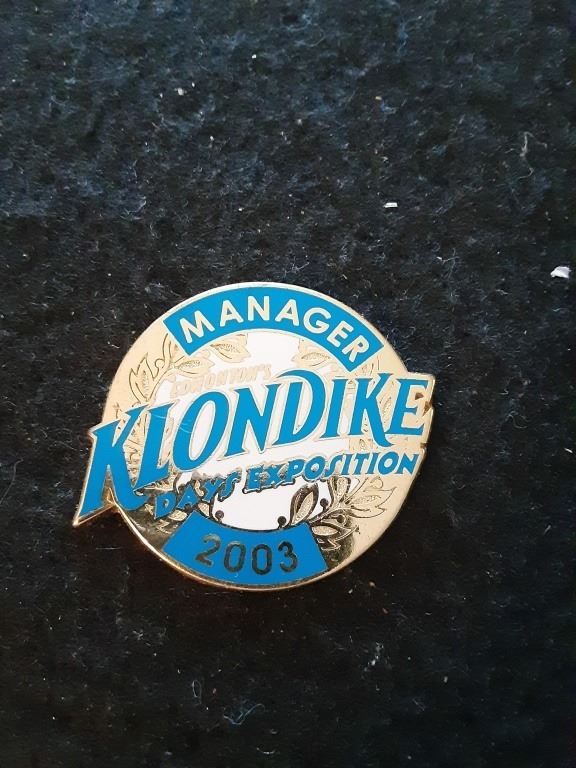 MANAGER
EDMONTON'S
KLONDIKE
DAYS EXPOSITION
2003